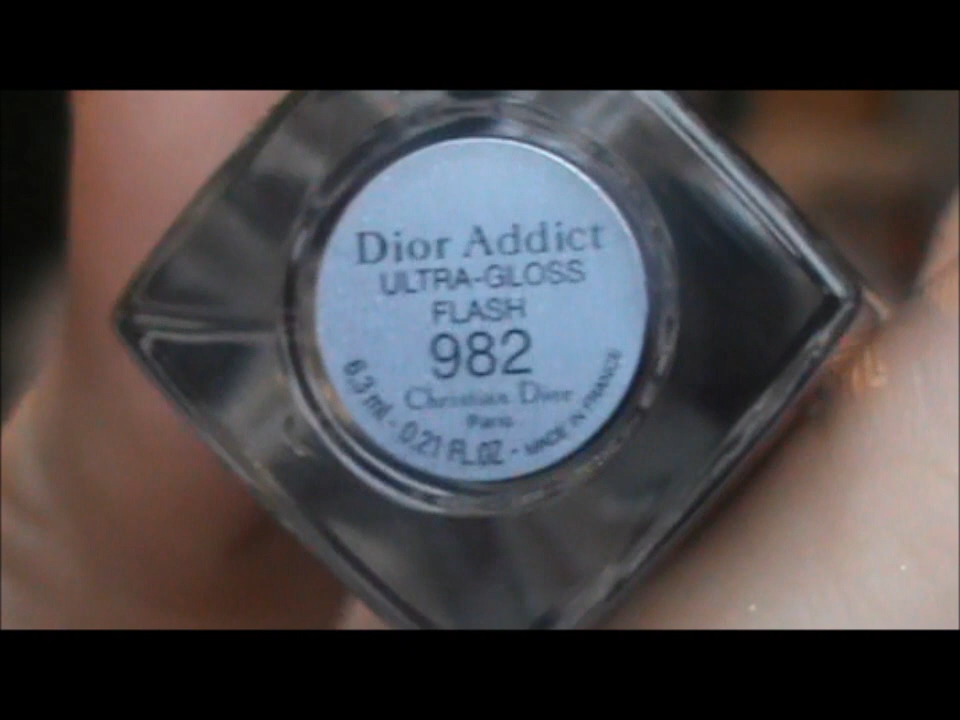 Dior Addict
ULTRA-GLOSS
FLASH
982
Christian Dior
Paris
6,3 ml - 0.21 FL.OZ - MADE IN FRANCE